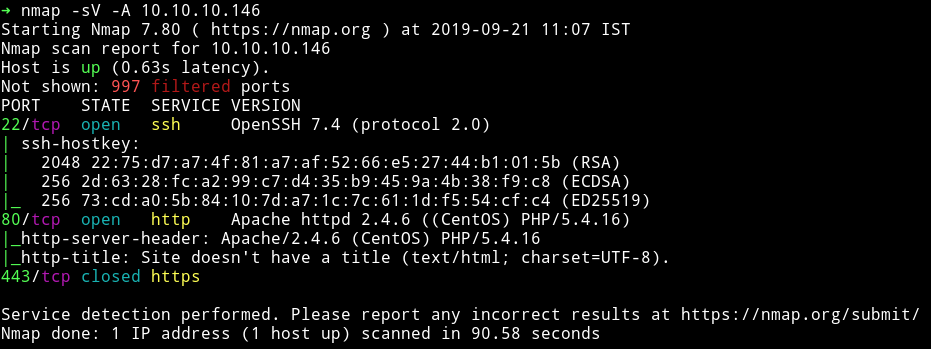 → nmap -sV -A 10.10.10.146
Starting Nmap 7.80 ( https://nmap.org ) at 2019-09-21 11:07 IST
Nmap scan report for 10.10.10.146
Host is up (0.63s latency).
Not shown: 997 filtered ports
PORT    STATE  SERVICE VERSION
22/tcp  open   ssh     OpenSSH 7.4 (protocol 2.0)
| ssh-hostkey:
|   2048 22:75:d7:a7:4f:81:a7:af:52:66:e5:27:44:b1:01:5b (RSA)
|   256 2d:63:28:fc:a2:99:c7:d4:35:b9:45:9a:4b:38:f9:c8 (ECDSA)
|_  256 73:cd:a0:5b:84:10:7d:a7:1c:7c:61:1d:f5:54:cf:c4 (ED25519)
80/tcp  open   http    Apache httpd 2.4.6 ((CentOS) PHP/5.4.16)
|_http-server-header: Apache/2.4.6 (CentOS) PHP/5.4.16
|_http-title: Site doesn't have a title (text/html; charset=UTF-8).
443/tcp closed https
Service detection performed. Please report any incorrect results at https://nmap.org/submit/
Nmap done: 1 IP address (1 host up) scanned in 90.58 seconds